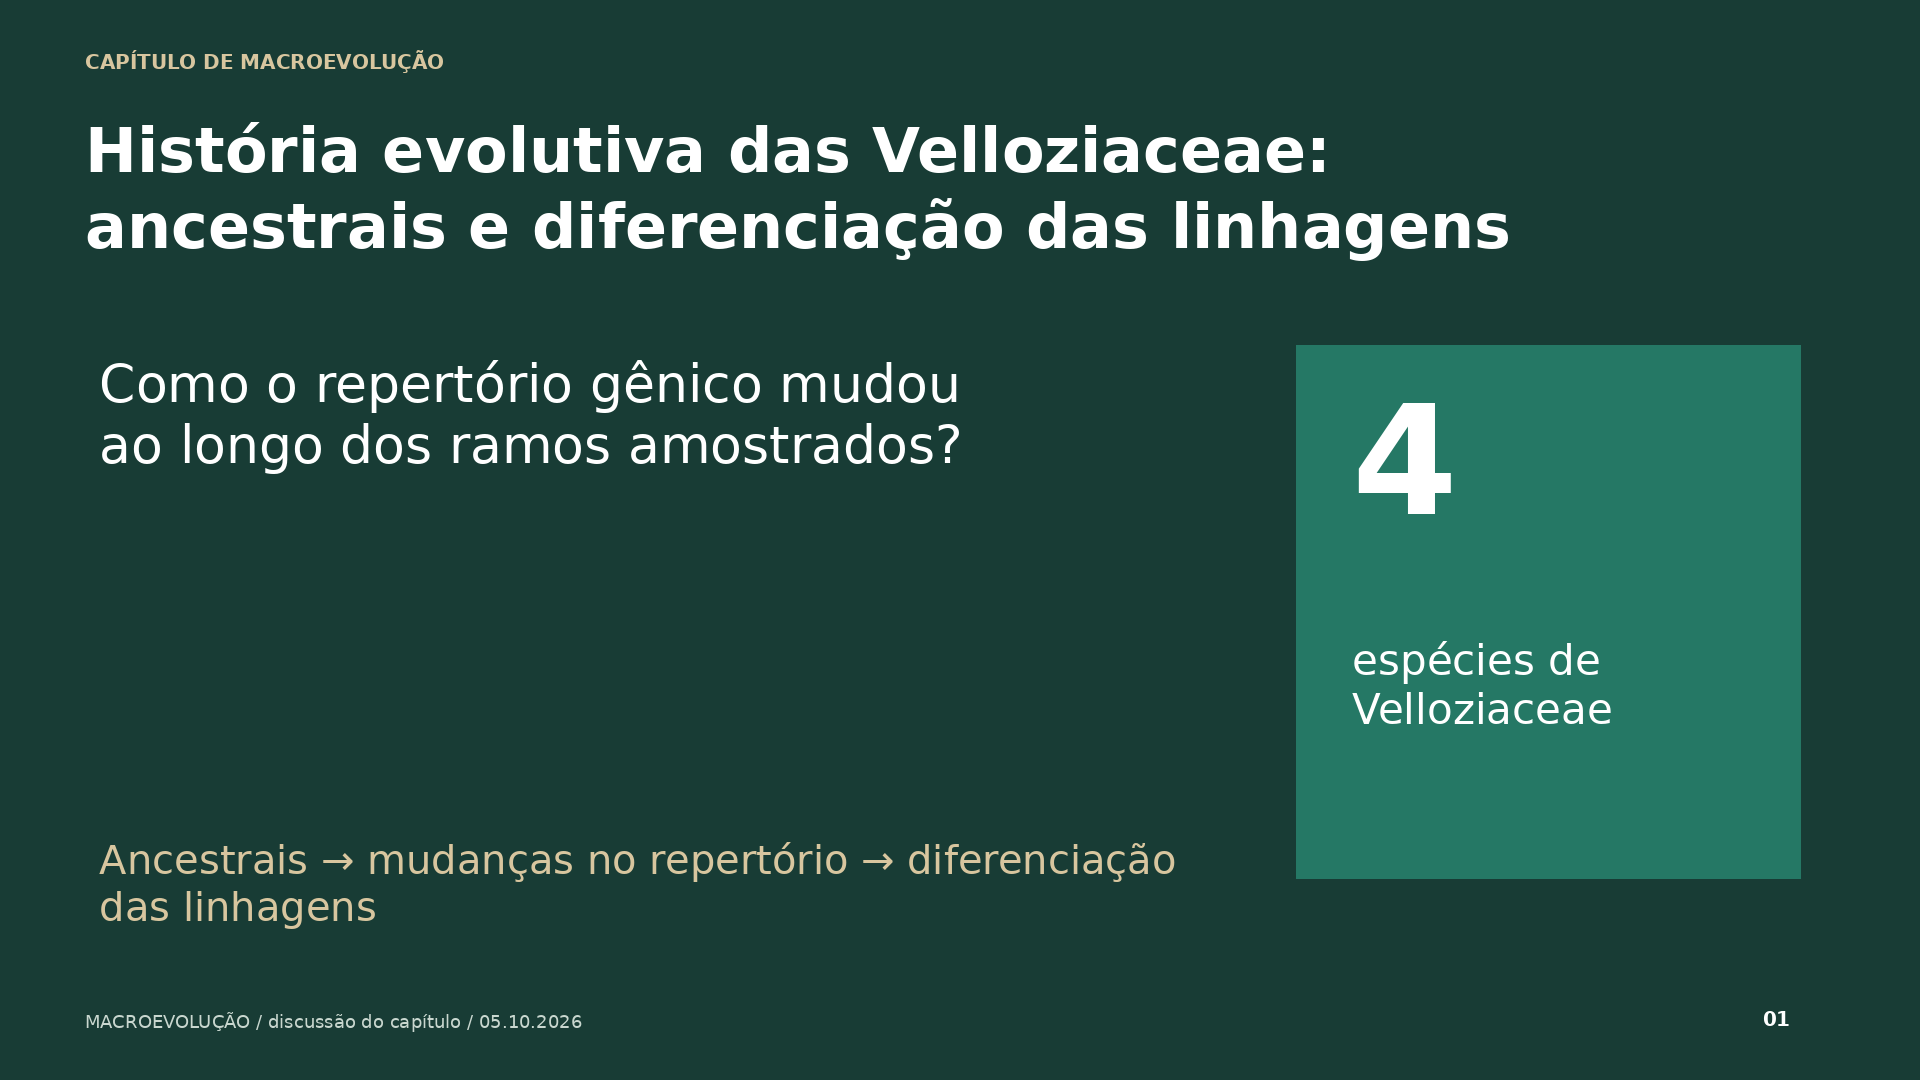 CAPÍTULO DE MACROEVOLUÇÃO
História evolutiva das Velloziaceae:
ancestrais e diferenciação das linhagens
Como o repertório gênico mudou
ao longo dos ramos amostrados?
4
espécies de
Velloziaceae
Ancestrais → mudanças no repertório → diferenciação
das linhagens
MACROEVOLUÇÃO / discussão do capítulo / 05.10.2026
01